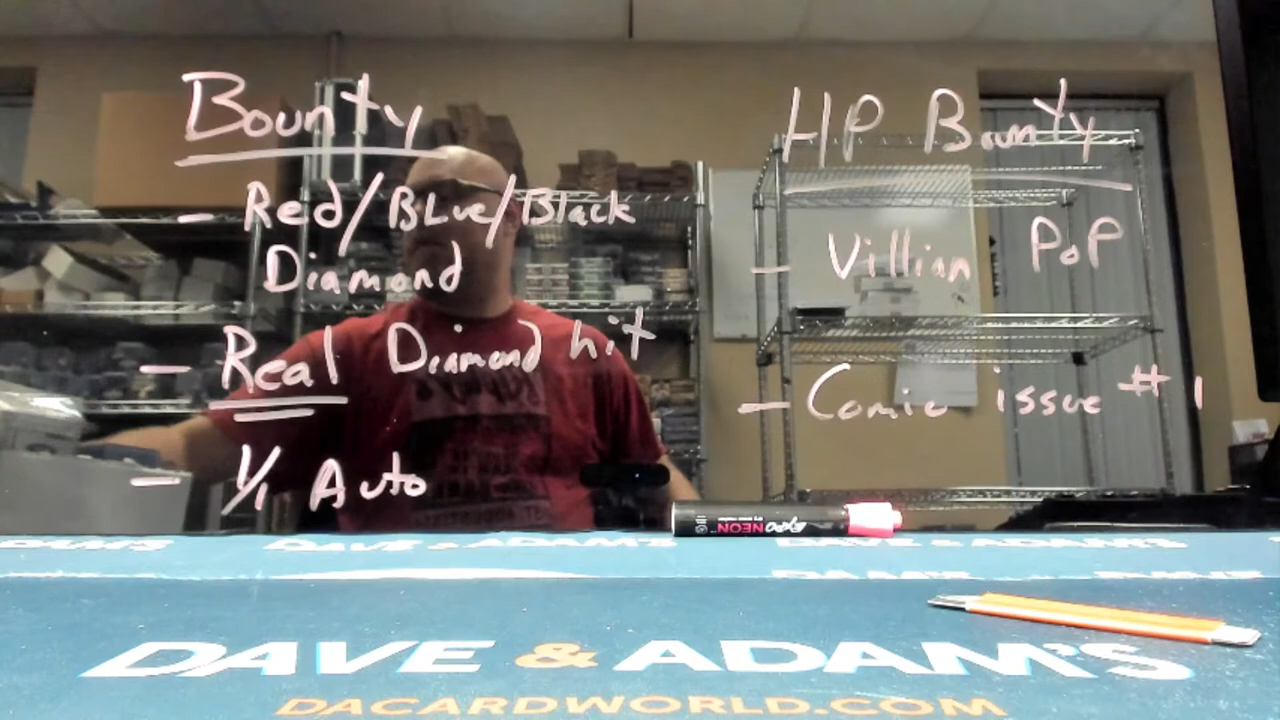 Bounty
- Red/BLue/Black
Diamond
- Real Diamond hit
- 1/1 Auto
HP Bounty
- Villian PoP
- Comic issue #1
Expo NEON
DAVE & ADAM'S
DAVE & ADAM'S
DAVE & ADAM'S
DACARDWORLD.COM